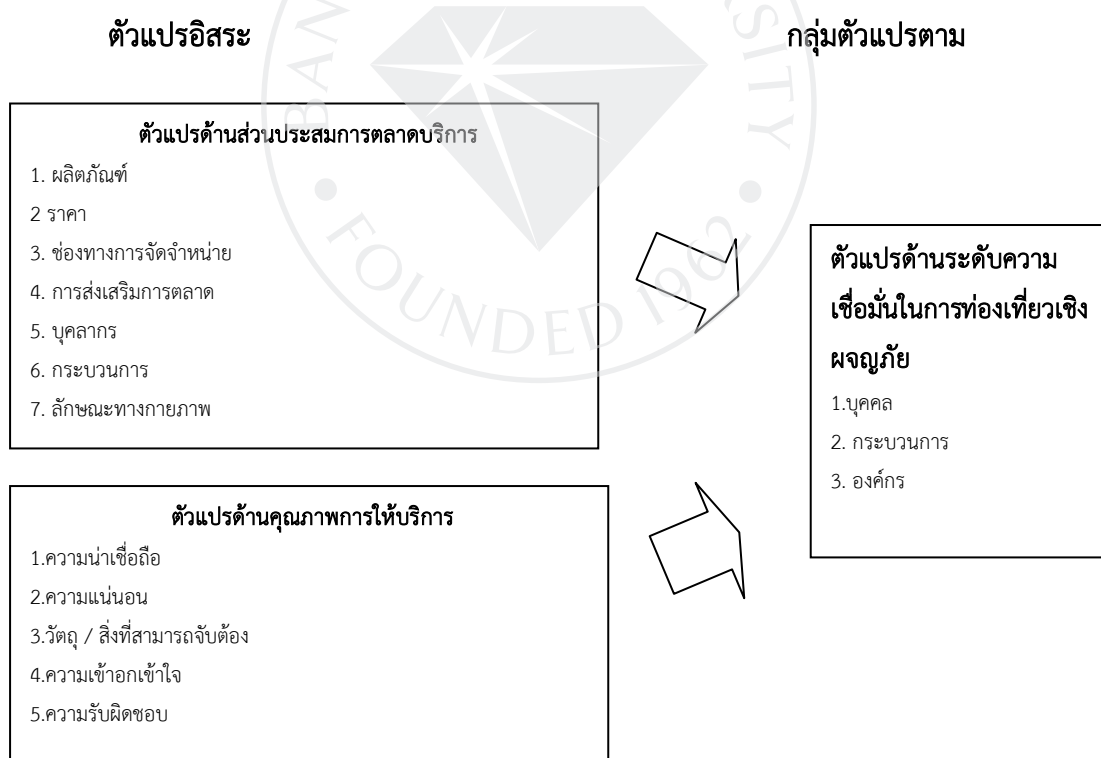 ตัวแปรอิสระ
กลุ่มตัวแปรตาม
ตัวแปรด้านส่วนประสมการตลาดบริการ
1. ผลิตภัณฑ์
2 ราคา
3. ช่องทางการจัดจำหน่าย
4. การส่งเสริมการตลาด
5. บุคลากร
6. กระบวนการ
7. ลักษณะทางกายภาพ
ตัวแปรด้านคุณภาพการให้บริการ
1.ความน่าเชื่อถือ
2.ความแน่นอน
3.วัตถุ / สิ่งที่สามารถจับต้อง
4.ความเข้าอกเข้าใจ
5.ความรับผิดชอบ
ตัวแปรด้านระดับความ
เชื่อมั่นในการท่องเที่ยวเชิง
ผจญภัย
1.บุคคล
2. กระบวนการ
3. องค์กร
FOUNDED 1962